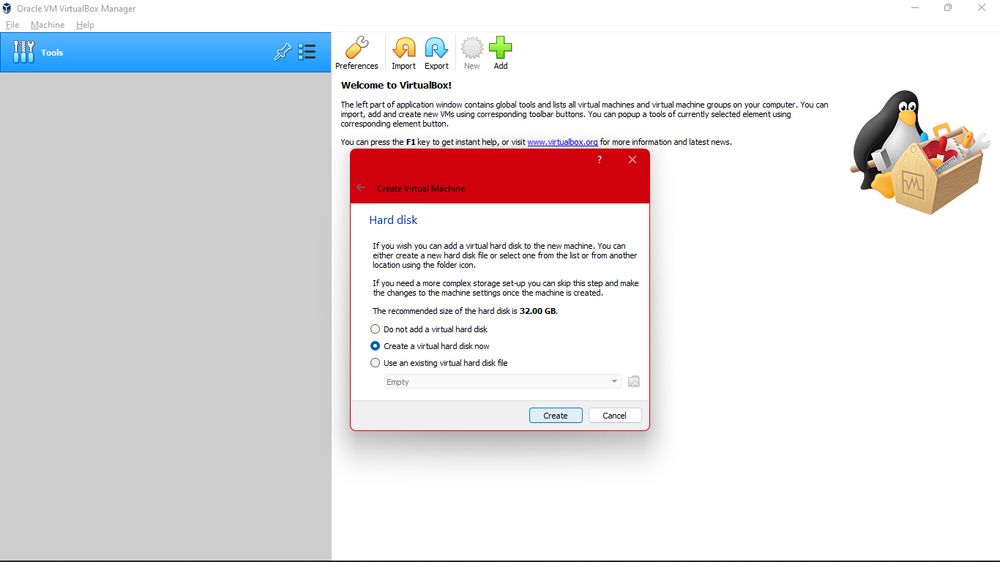 Oracle VM VirtualBox Manager
File Machine Help
Tools
Preferences Import Export New Add
Welcome to VirtualBox!
The left part of application window contains global tools and lists all virtual machines and virtual machine groups on your computer. You can
import, add and create new VMs using corresponding toolbar buttons. You can popup a tools of currently selected element using
corresponding element button.
You can press the F1 key to get instant help, or visit www.virtualbox.org for more information and latest news.
?
Create Virtual Machine
Hard disk
If you wish you can add a virtual hard disk to the new machine. You can
either create a new hard disk file or select one from the list or from another
location using the folder icon.
If you need a more complex storage set-up you can skip this step and make
the changes to the machine settings once the machine is created.
The recommended size of the hard disk is 32.00 GB.
Do not add a virtual hard disk
Create a virtual hard disk now
Use an existing virtual hard disk file
Empty
Create Cancel